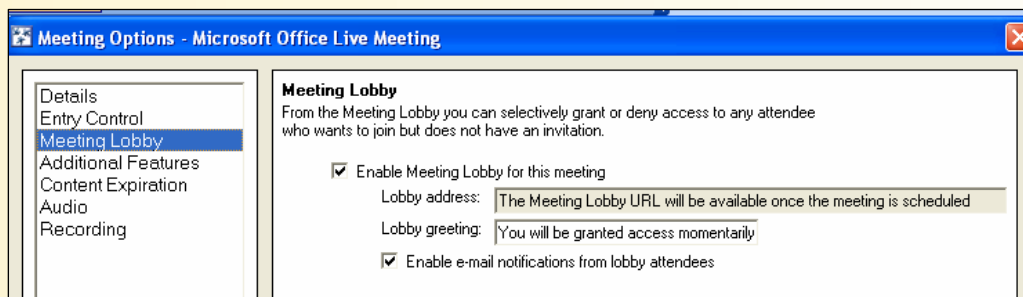 Meeting Options - Microsoft Office Live Meeting
Details
Entry Control
Meeting Lobby
Additional Features
Content Expiration
Audio
Recording
Meeting Lobby
From the Meeting Lobby you can selectively grant or deny access to any attendee
who wants to join but does not have an invitation.
Enable Meeting Lobby for this meeting
Lobby address: The Meeting Lobby URL will be available once the meeting is scheduled
Lobby greeting: You will be granted access momentarily
Enable e-mail notifications from lobby attendees